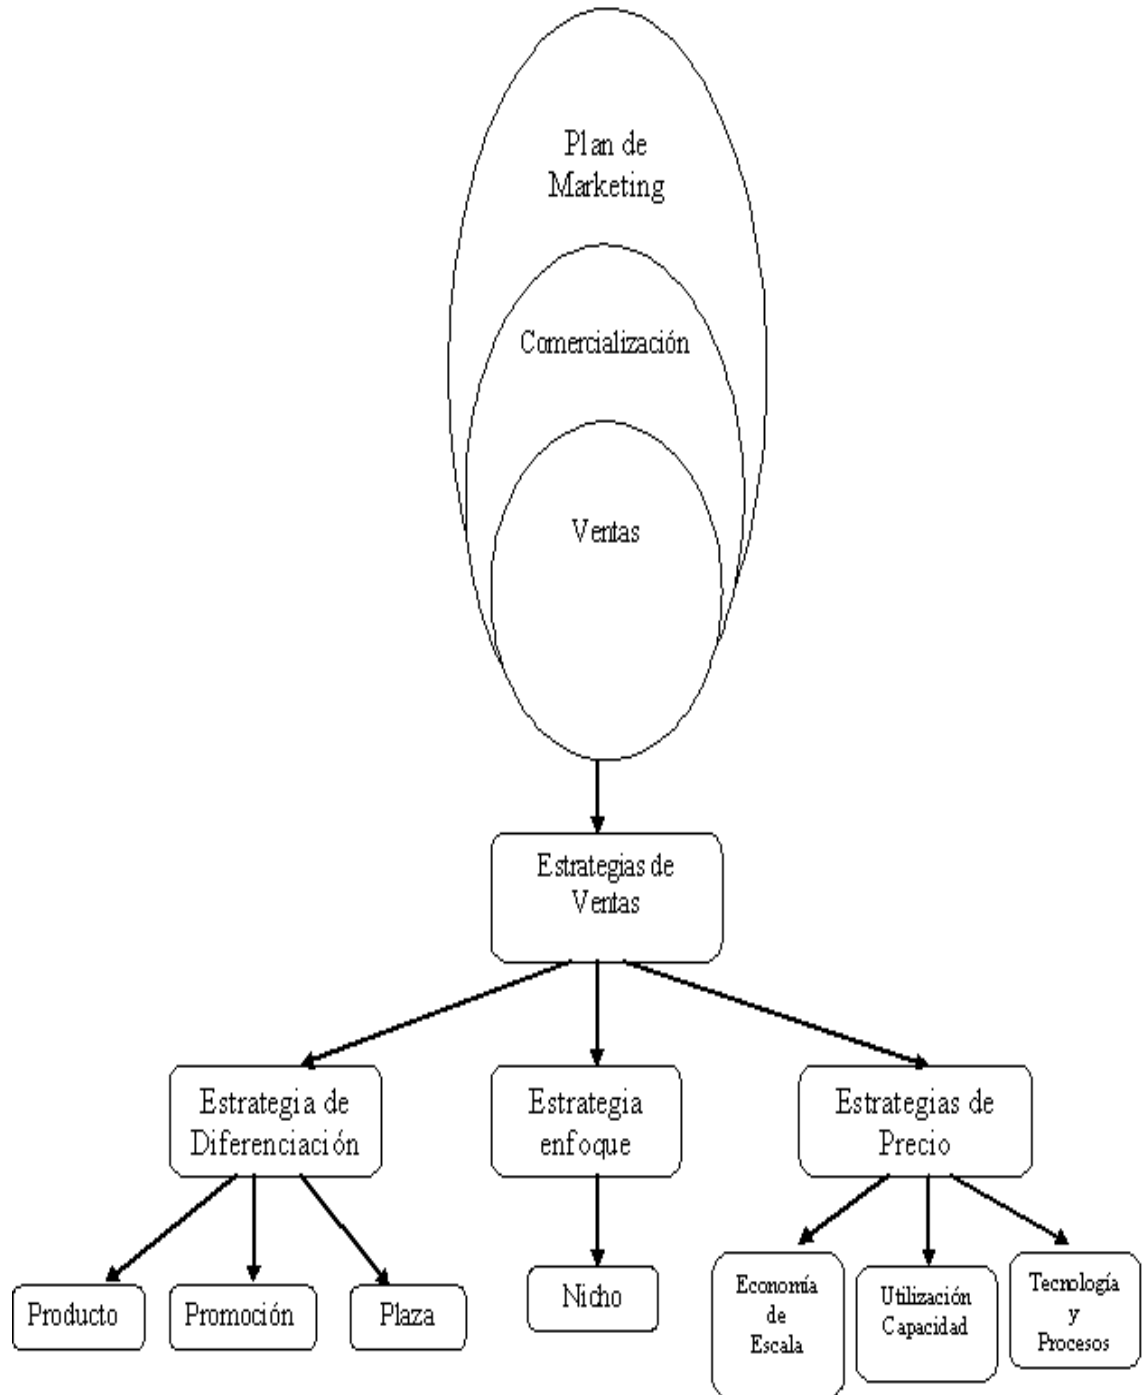 Plan de
Marketing
Comercialización
Ventas
Estrategias de
Ventas
Estrategia de
Diferenciación
Estrategia
enfoque
Estrategias de
Precio
Producto
Promoción
Plaza
Nicho
Economía
de
Escala
Utilización
Capacidad
Tecnología
y
Procesos